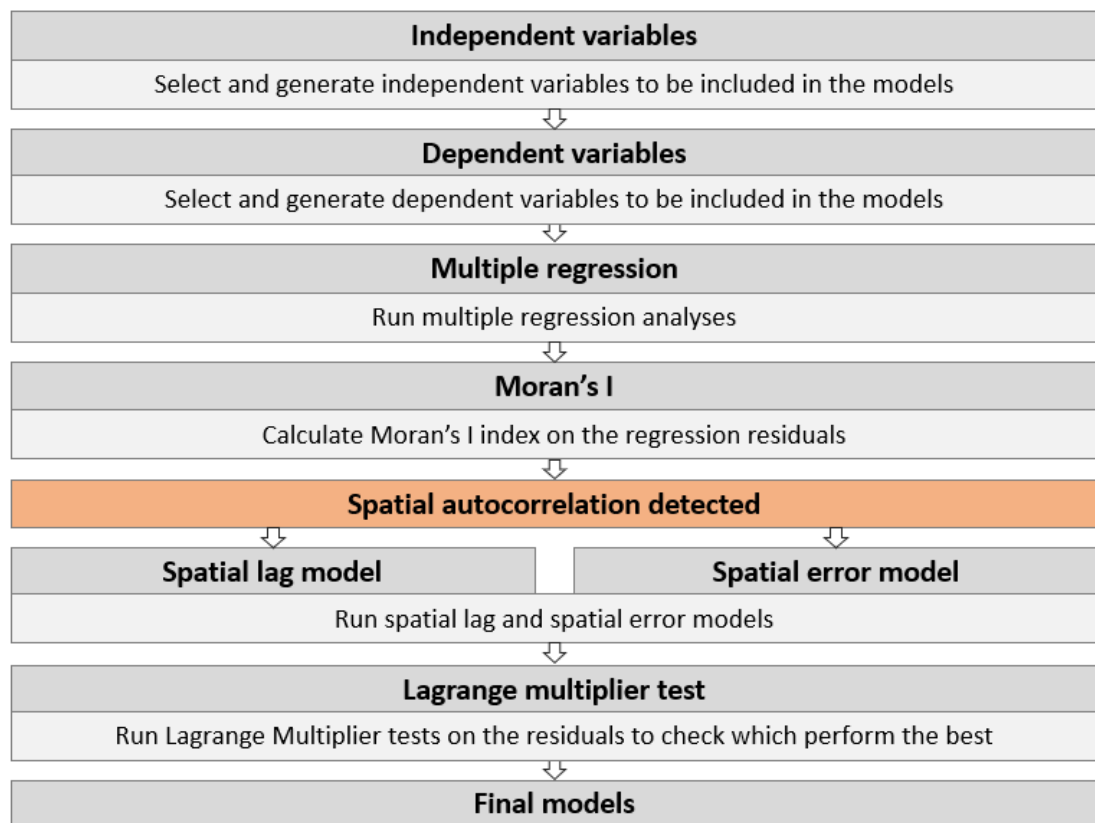 Independent variables
Select and generate independent variables to be included in the models
Dependent variables
Select and generate dependent variables to be included in the models
Multiple regression
Run multiple regression analyses
Moran’s I
Calculate Moran’s I index on the regression residuals
Spatial autocorrelation detected
Spatial lag model
Spatial error model
Run spatial lag and spatial error models
Lagrange multiplier test
Run Lagrange Multiplier tests on the residuals to check which perform the best
Final models